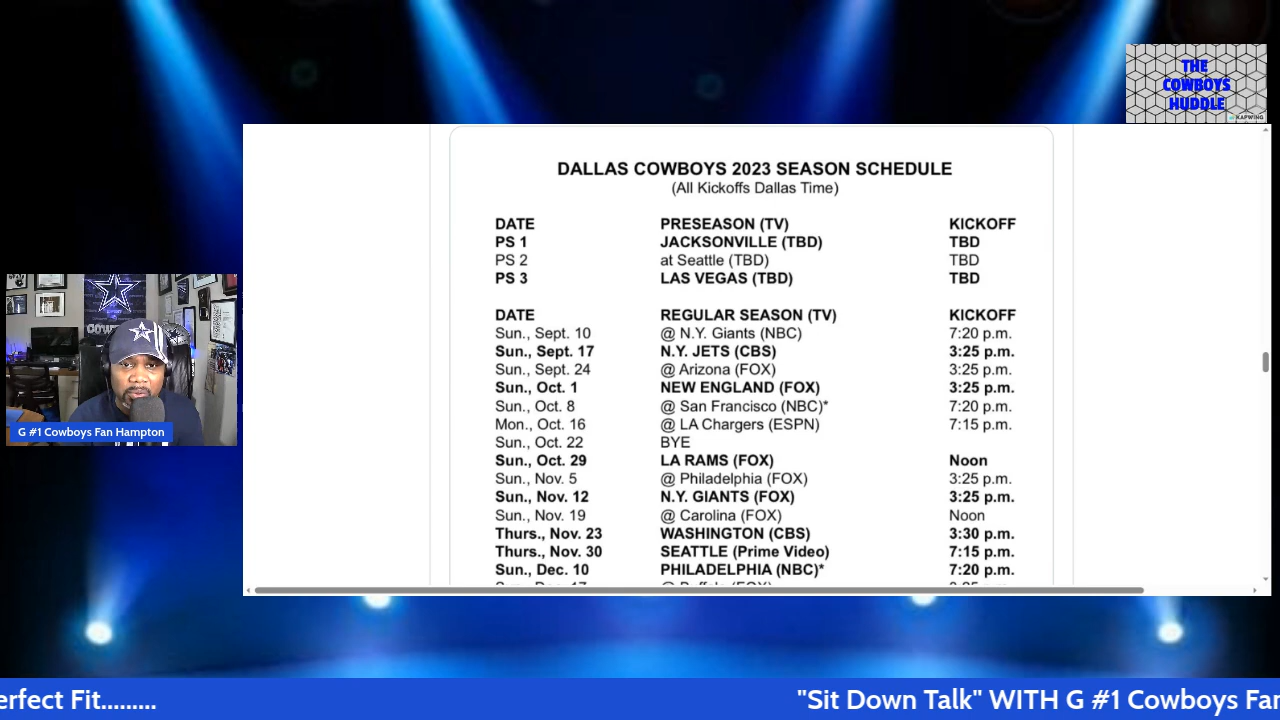 THE
COWBOYS
HUDDLE
KAPWING
DALLAS COWBOYS 2023 SEASON SCHEDULE
(All Kickoffs Dallas Time)
DATE PRESEASON (TV) KICKOFF
PS 1 JACKSONVILLE (TBD) TBD
PS 2 at Seattle (TBD) TBD
PS 3 LAS VEGAS (TBD) TBD
DATE REGULAR SEASON (TV) KICKOFF
Sun., Sept. 10 @ N.Y. Giants (NBC) 7:20 p.m.
Sun., Sept. 17 N.Y. JETS (CBS) 3:25 p.m.
Sun., Sept. 24 @ Arizona (FOX) 3:25 p.m.
Sun., Oct. 1 NEW ENGLAND (FOX) 3:25 p.m.
Sun., Oct. 8 @ San Francisco (NBC)* 7:20 p.m.
Mon., Oct. 16 @ LA Chargers (ESPN) 7:15 p.m.
Sun., Oct. 22 BYE
Sun., Oct. 29 LA RAMS (FOX) Noon
Sun., Nov. 5 @ Philadelphia (FOX) 3:25 p.m.
Sun., Nov. 12 N.Y. GIANTS (FOX) 3:25 p.m.
Sun., Nov. 19 @ Carolina (FOX) Noon
Thurs., Nov. 23 WASHINGTON (CBS) 3:30 p.m.
Thurs., Nov. 30 SEATTLE (Prime Video) 7:15 p.m.
Sun., Dec. 10 PHILADELPHIA (NBC)* 7:20 p.m.
G #1 Cowboys Fan Hampton
erfect Fit......... "Sit Down Talk" WITH G #1 Cowboys Fan